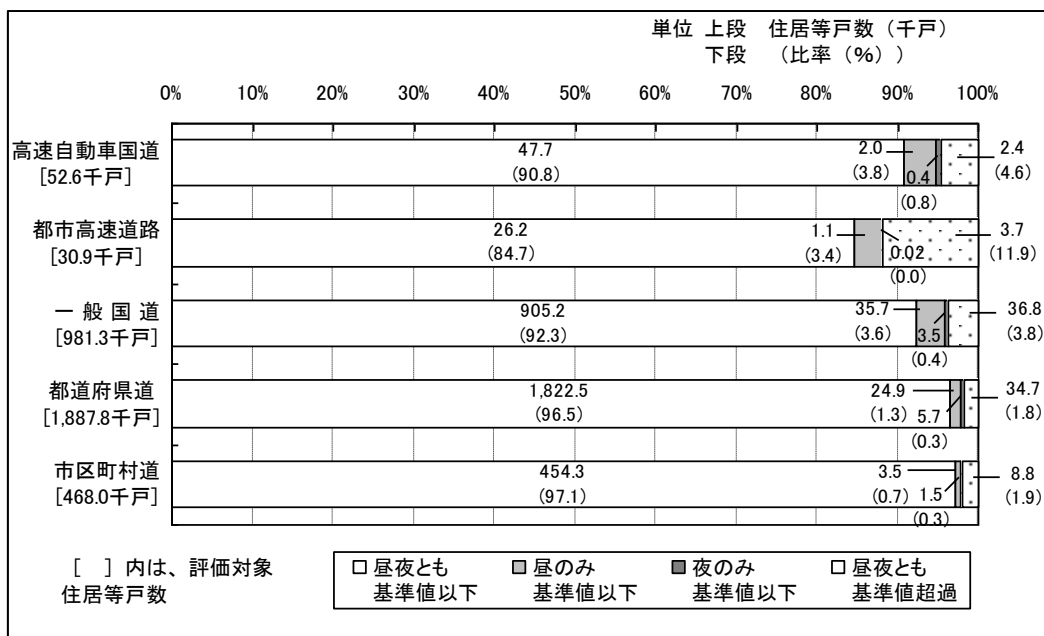 単位 上段 住居等戸数（千戸）
下段 （比率（%））
0% 10% 20% 30% 40% 50% 60% 70% 80% 90% 100%
高速自動車国道
[52.6千戸]
47.7
(90.8)
2.0
(3.8)
0.4
(0.8)
2.4
(4.6)
都市高速道路
[30.9千戸]
26.2
(84.7)
1.1
(3.4)
0.02
(0.0)
3.7
(11.9)
一般国道
[981.3千戸]
905.2
(92.3)
35.7
(3.6)
3.5
(0.4)
36.8
(3.8)
都道府県道
[1,887.8千戸]
1,822.5
(96.5)
24.9
(1.3)
5.7
(0.3)
34.7
(1.8)
市区町村道
[468.0千戸]
454.3
(97.1)
3.5
(0.7)
1.5
(0.3)
8.8
(1.9)
[ ]内は、評価対象
住居等戸数
昼夜とも
基準値以下
昼のみ
基準値以下
夜のみ
基準値以下
昼夜とも
基準値超過